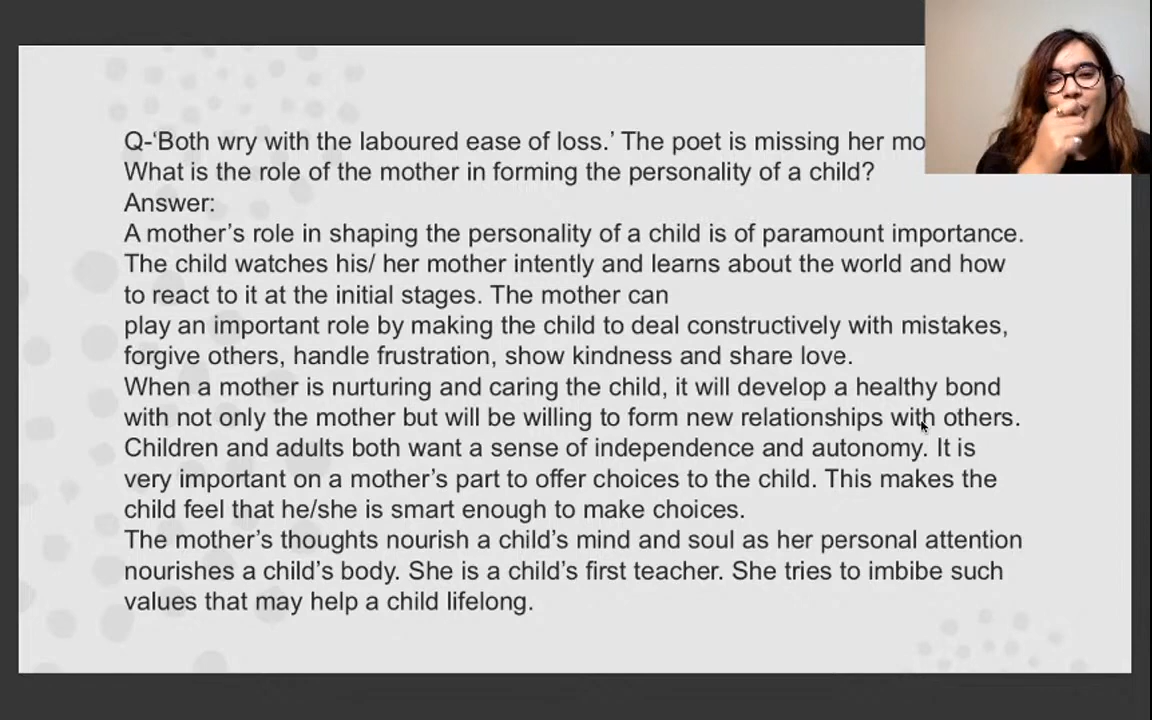 Q-‘Both wry with the laboured ease of loss.’ The poet is missing her
What is the role of the mother in forming the personality of a child?
Answer:
A mother’s role in shaping the personality of a child is of paramount importance.
The child watches his/ her mother intently and learns about the world and how
to react to it at the initial stages. The mother can
play an important role by making the child to deal constructively with mistakes,
forgive others, handle frustration, show kindness and share love.
When a mother is nurturing and caring the child, it will develop a healthy bond
with not only the mother but will be willing to form new relationships with others.
Children and adults both want a sense of independence and autonomy. It is
very important on a mother’s part to offer choices to the child. This makes the
child feel that he/she is smart enough to make choices.
The mother’s thoughts nourish a child’s mind and soul as her personal attention
nourishes a child’s body. She is a child’s first teacher. She tries to imbibe such
values that may help a child lifelong.